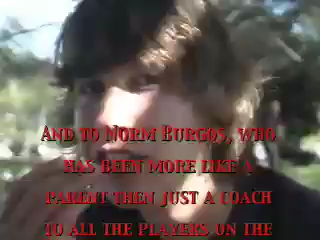 And to Norm Burgos, who
has been more like a
parent then just a coach
to all the players on the